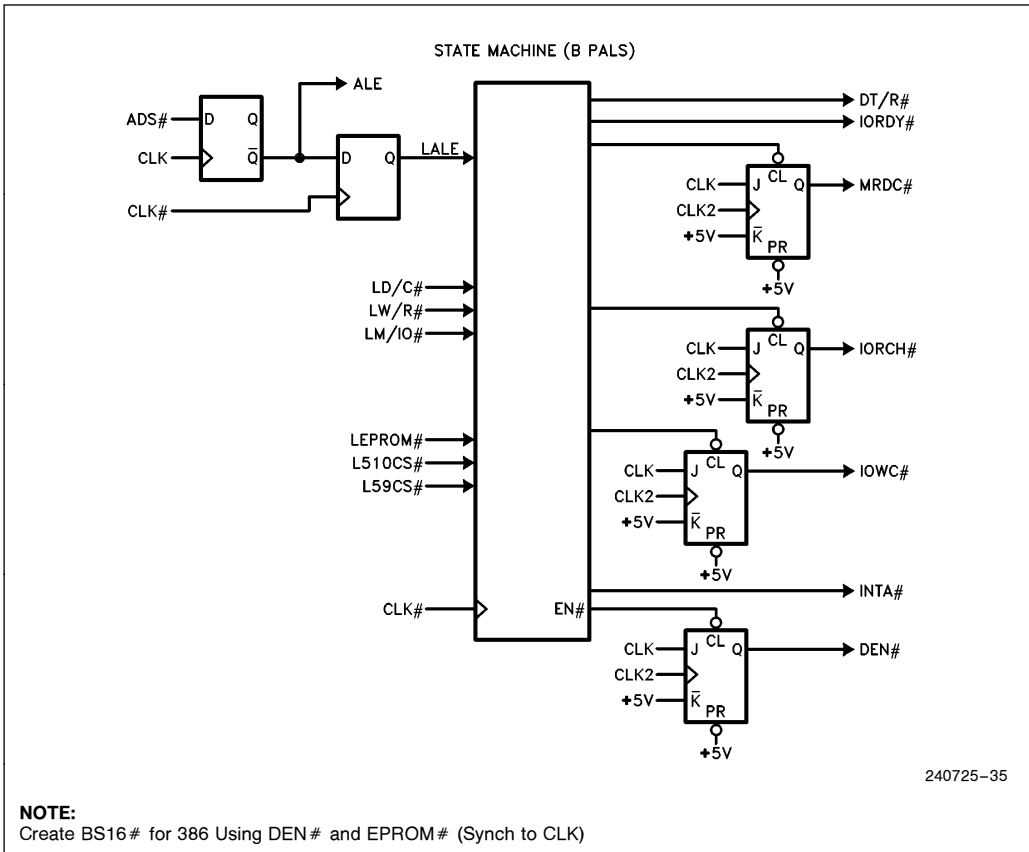 STATE MACHINE (B PALS)
ALE
ADS#
D
Q
CLK
Q̅
D
Q
LALE
CLK#
DT/R#
IORDY#
CL
CLK
J
Q
MRDC#
CLK2
+5V
K̅
PR
+5V
LD/C#
LW/R#
LM/IO#
CL
CLK
J
Q
IORCH#
CLK2
+5V
K̅
PR
+5V
LEPROM#
L510CS#
L59CS#
CL
CLK
J
Q
IOWC#
CLK2
+5V
K̅
PR
+5V
INTA#
CLK#
EN#
CL
CLK
J
Q
DEN#
CLK2
+5V
K̅
PR
+5V
240725-35
NOTE:
Create BS16# for 386 Using DEN# and EPROM# (Synch to CLK)